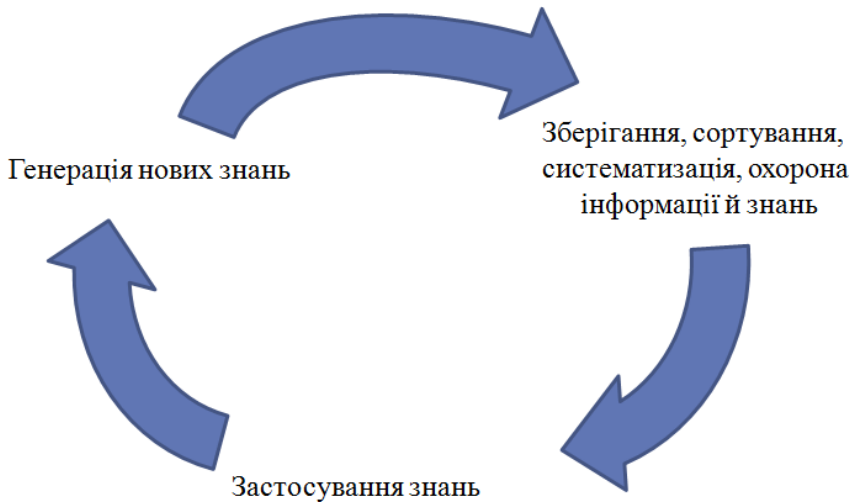 Генерація нових знань
Зберігання, сортування,
систематизація, охорона
інформації й знань
Застосування знань